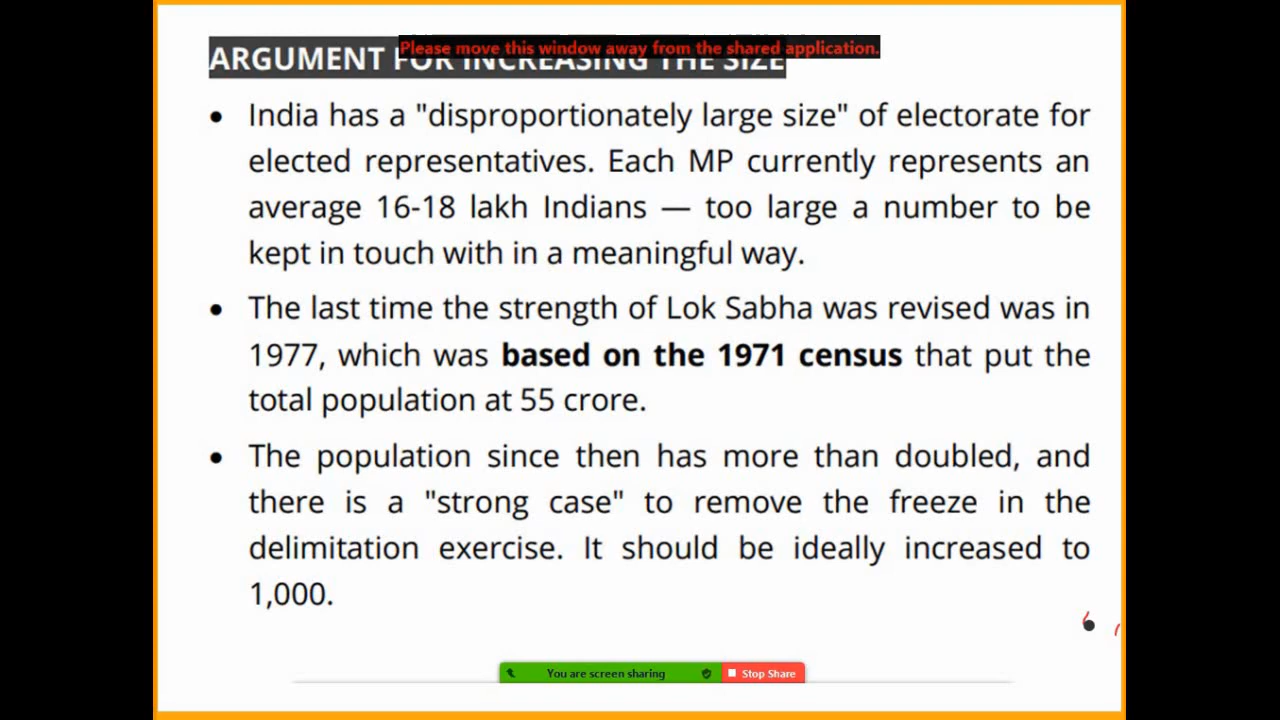 Please move this window away from the shared application.
ARGUMENT FOR INCREASING THE SIZE
• India has a "disproportionately large size" of electorate for
elected representatives. Each MP currently represents an
average 16-18 lakh Indians — too large a number to be
kept in touch with in a meaningful way.
• The last time the strength of Lok Sabha was revised was in
1977, which was based on the 1971 census that put the
total population at 55 crore.
• The population since then has more than doubled, and
there is a "strong case" to remove the freeze in the
delimitation exercise. It should be ideally increased to
1,000.
You are screen sharing
Stop Share